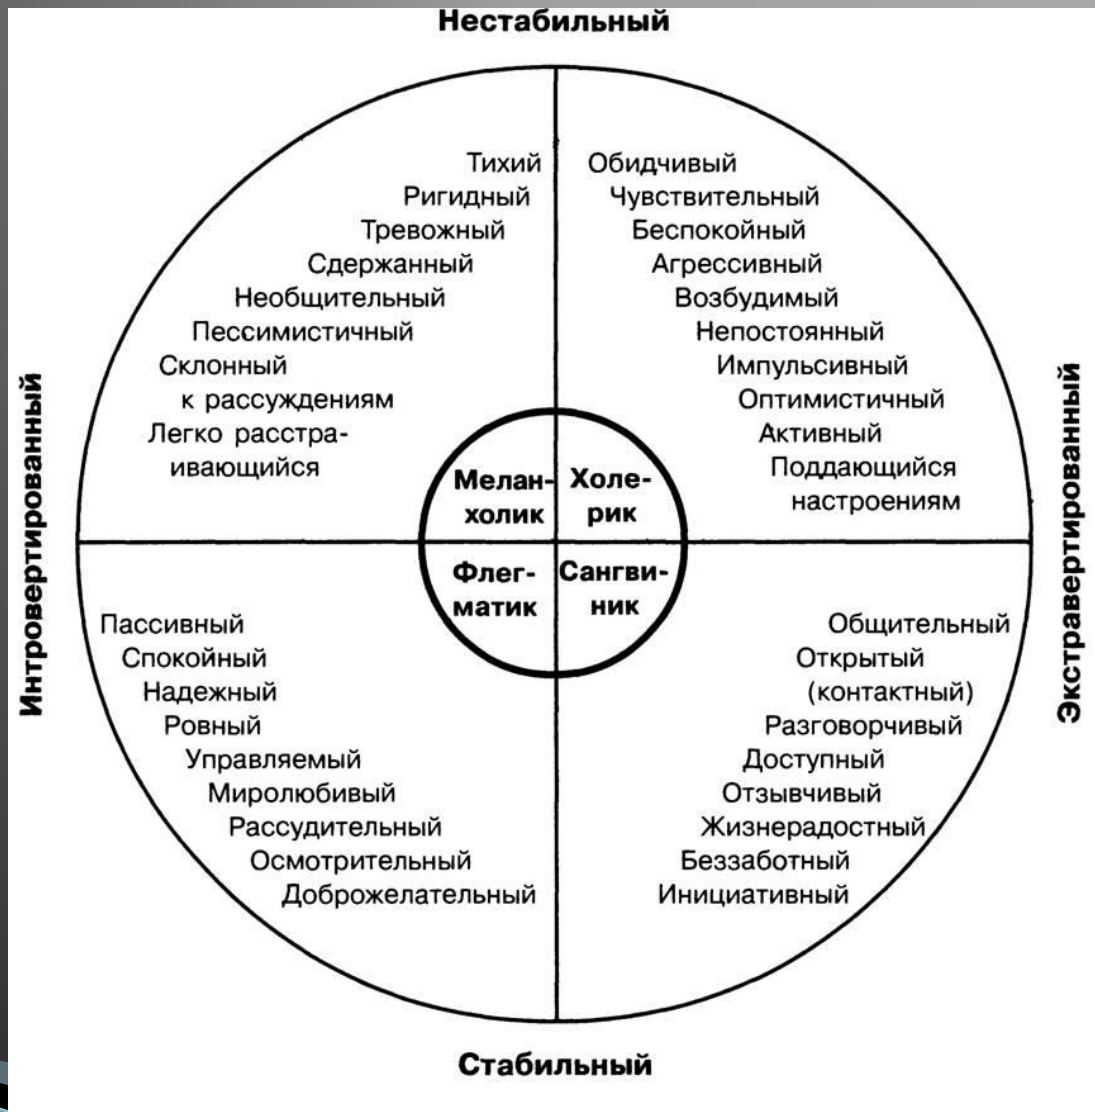 Нестабильный
Тихий
Ригидный
Тревожный
Сдержанный
Необщительный
Пессимистичный
Склонный
к рассуждениям
Легко расстра-
ивающийся
Обидчивый
Чувствительный
Беспокойный
Агрессивный
Возбудимый
Непостоянный
Импульсивный
Оптимистичный
Активный
Поддающийся
настроениям
Интровертированный
Мелан-
холик
Холе-
рик
Флег-
матик
Сангви-
ник
Экстравертированный
Пассивный
Спокойный
Надежный
Ровный
Управляемый
Миролюбивый
Рассудительный
Осмотрительный
Доброжелательный
Общительный
Открытый
(контактный)
Разговорчивый
Доступный
Отзывчивый
Жизнерадостный
Беззаботный
Инициативный
Стабильный